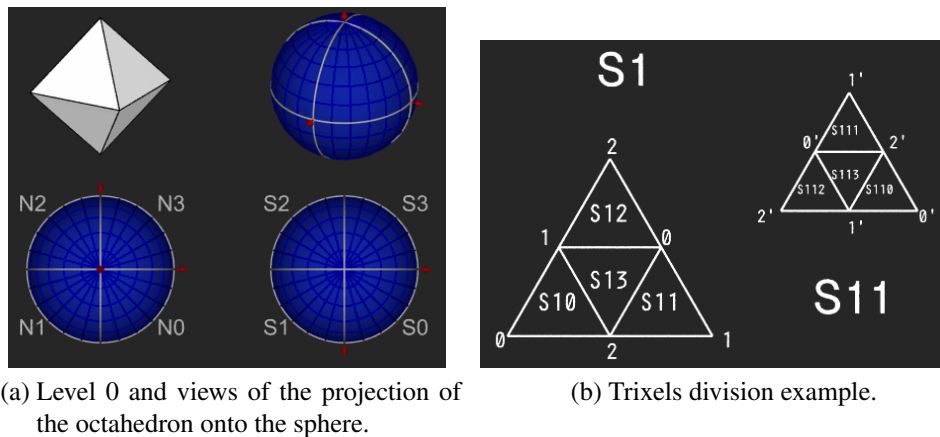 N2
N3
S2
S3
N1
N0
S1
S0
(a) Level 0 and views of the projection of
the octahedron onto the sphere.
S1
2
S12
1
0
S13
S10
S11
0
2
1
1'
S111
0'
2'
S113
S112
S110
2'
1'
0'
S11
(b) Trixels division example.